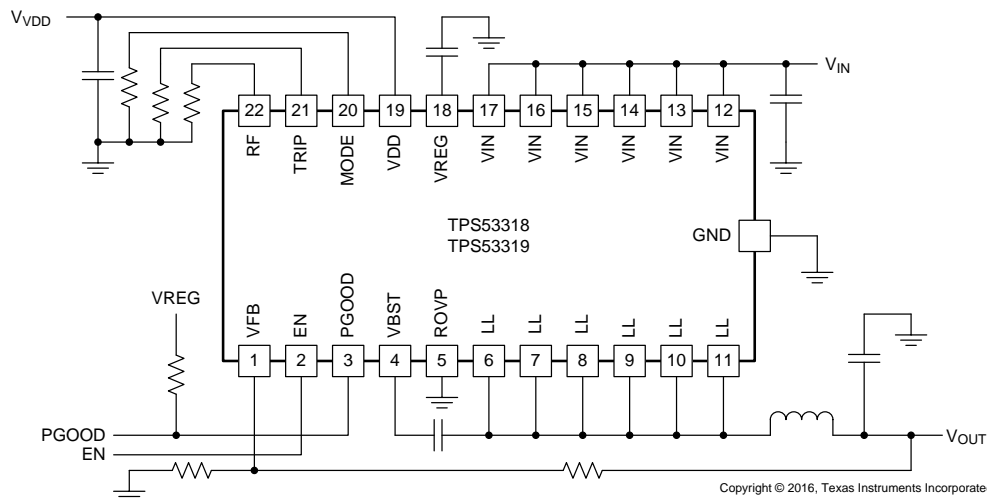 VVDD
VIN
22
21
20
19
18
17
16
15
14
13
12
RF
TRIP
MODE
VDD
VREG
VIN
VIN
VIN
VIN
VIN
VIN
TPS53318
TPS53319
GND
VREG
VFB
EN
PGOOD
VBST
ROVP
LL
LL
LL
LL
LL
LL
1
2
3
4
5
6
7
8
9
10
11
PGOOD
EN
VOUT
Copyright © 2016, Texas Instruments Incorporate